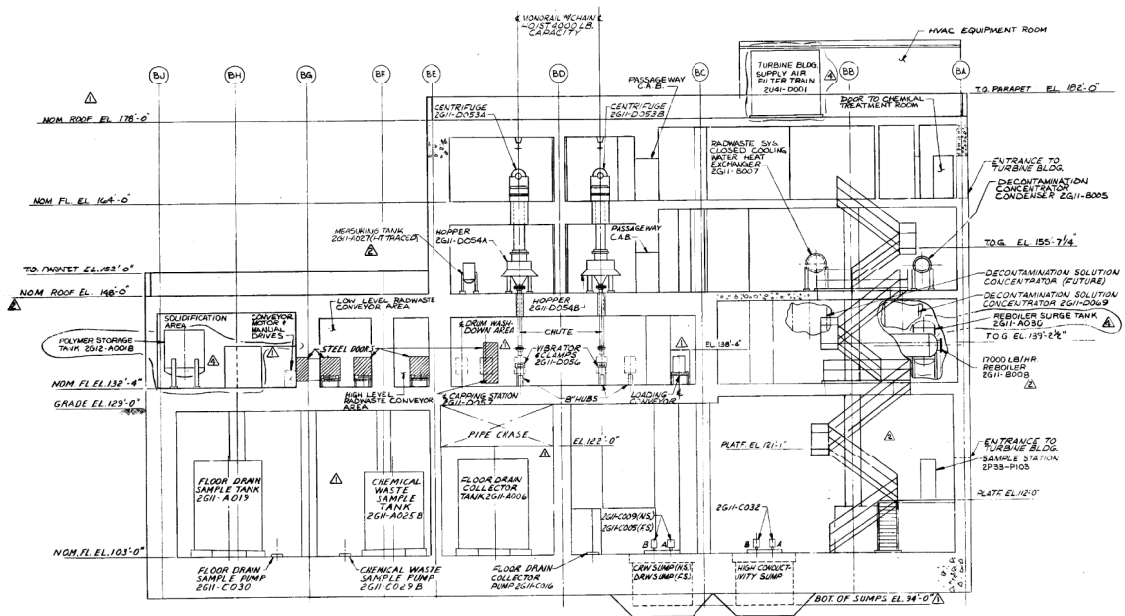 ℄ MONORAIL W/CHAIN ℄
HOIST 4000 LB.
CAPACITY
HVAC EQUIPMENT ROOM
BJ
BH
BG
BF
BE
BD
BC
BB
BA
PASSAGEWAY
C.A.B.
TURBINE BLDG.
SUPPLY AIR
FILTER TRAIN
2U41-D001
4
T.O. PARAPET EL 182'-0"
1
NOM ROOF EL 178'-0"
CENTRIFUGE
2G11-D053A
CENTRIFUGE
2G11-D053B
DOOR TO CHEMICAL
TREATMENT ROOM
RADWASTE SYS.
CLOSED COOLING
WATER HEAT
EXCHANGER
2G11-B007
ENTRANCE TO
TURBINE BLDG.
DECONTAMINATION
CONCENTRATOR
CONDENSER 2G11-B005
NOM FL. EL 164'-0"
MEASURING TANK
2G11-A027(HT TRACED)
2
HOPPER
2G11-D054A
PASSAGEWAY
C.A.B.
T.O.G. EL. 155'-7 1/4"
T.O. PARAPET EL. 153'-0"
NOM ROOF EL. 148'-0"
HOPPER
2G11-D054B
DECONTAMINATION SOLUTION
CONCENTRATOR (FUTURE)
DECONTAMINATION SOLUTION
CONCENTRATOR 2G11-D069
REBOILER SURGE TANK
2G11-A030
T.O.G EL. 139'-2 1/2"
17000 LB/HR.
REBOILER
2G11-B008
2
LOW LEVEL RADWASTE
CONVEYOR AREA
SOLIDIFICATION
AREA
CONVEYOR
MOTOR &
MANUAL
DRIVES
POLYMER STORAGE
TANK 2G12-A001B
4
1
STEEL DOORS
℄ DRUM WASH-
DOWN AREA
CHUTE
VIBRATOR
& CLAMPS
2G11-D056
1
EL 138'-4"
NOM. FL EL. 132'-4"
HIGH LEVEL
RADWASTE CONVEYOR
AREA
℄ CAPPING STATION
2G11-D057
8" HUBS
LOADING
CONVEYOR
GRADE EL. 129'-0"
PIPE CHASE
1
EL 122'-0"
PLATF. EL 121'-1"
2
ENTRANCE TO
TURBINE BLDG.
SAMPLE STATION
2P33-P103
PLATF. EL 112'-0"
FLOOR DRAIN
SAMPLE TANK
2G11-A019
1
CHEMICAL
WASTE
SAMPLE
TANK
2G11-A025B
FLOOR DRAIN
COLLECTOR
TANK 2G11-A006
2G11-C009(N.S.)
2G11-C005(F.S.)
B A
2G11-C032
B A
NOM. FL. EL. 103'-0"
FLOOR DRAIN
SAMPLE PUMP
2G11-C030
CHEMICAL WASTE
SAMPLE PUMP
2G11-C029B
FLOOR DRAIN
COLLECTOR
PUMP 2G11-C016
CRW SUMP (N.S.)
DRW SUMP (F.S.)
HIGH CONDUCT-
IVITY SUMP
BOT. OF SUMPS EL. 94'-0" 1